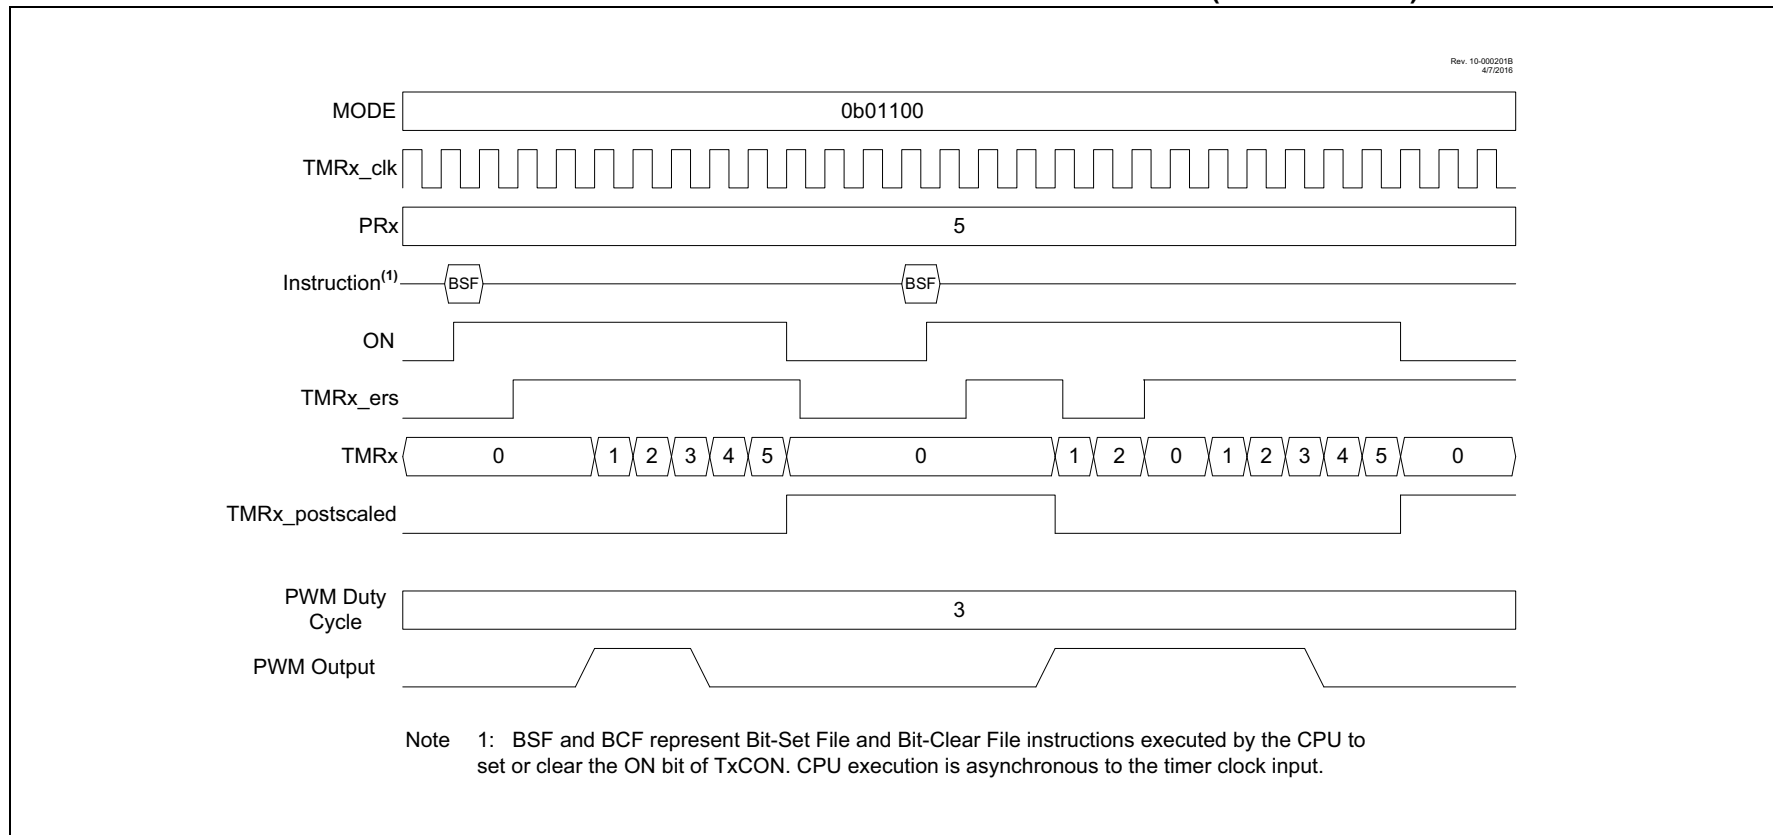 Rev. 10-000201B
4/7/2016
MODE 0b01100
TMRx_clk
PRx 5
Instruction(1) BSF BSF
ON
TMRx_ers
TMRx 0 1 2 3 4 5 0 1 2 0 1 2 3 4 5 0
TMRx_postscaled
PWM Duty
Cycle 3
PWM Output
Note 1: BSF and BCF represent Bit-Set File and Bit-Clear File instructions executed by the CPU to
set or clear the ON bit of TxCON. CPU execution is asynchronous to the timer clock input.